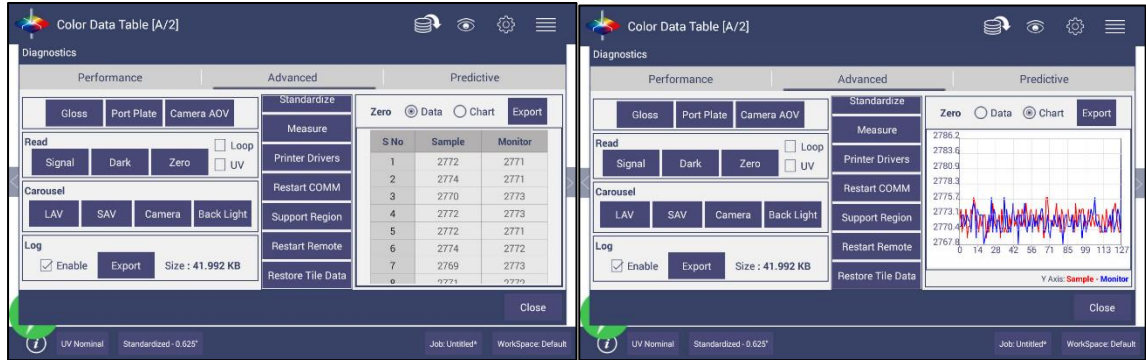 Color Data Table [A/2]
Diagnostics
Performance Advanced Predictive
Gloss Port Plate Camera AOV
Read
Signal Dark Zero Loop UV
Carousel
LAV SAV Camera Back Light
Log
Enable Export Size : 41.992 KB
Standardize
Measure
Printer Drivers
Restart COMM
Support Region
Restart Remote
Restore Tile Data
Zero Data Chart Export
S No Sample Monitor
1 2772 2771
2 2774 2771
3 2770 2773
4 2772 2773
5 2772 2771
6 2774 2772
7 2769 2773
8 2771 2772
Close
i UV Nominal Standardized - 0.625" Job: Untitled* WorkSpace: Default
Color Data Table [A/2]
Diagnostics
Performance Advanced Predictive
Gloss Port Plate Camera AOV
Read
Signal Dark Zero Loop UV
Carousel
LAV SAV Camera Back Light
Log
Enable Export Size : 41.992 KB
Standardize
Measure
Printer Drivers
Restart COMM
Support Region
Restart Remote
Restore Tile Data
Zero Data Chart Export
2786.2
2783.6
2780.9
2778.3
2775.7
2773.1
2770.4
2767.8
0 14 28 42 56 71 85 99 113 127
Y Axis: Sample - Monitor
Close
i UV Nominal Standardized - 0.625" Job: Untitled* WorkSpace: Default